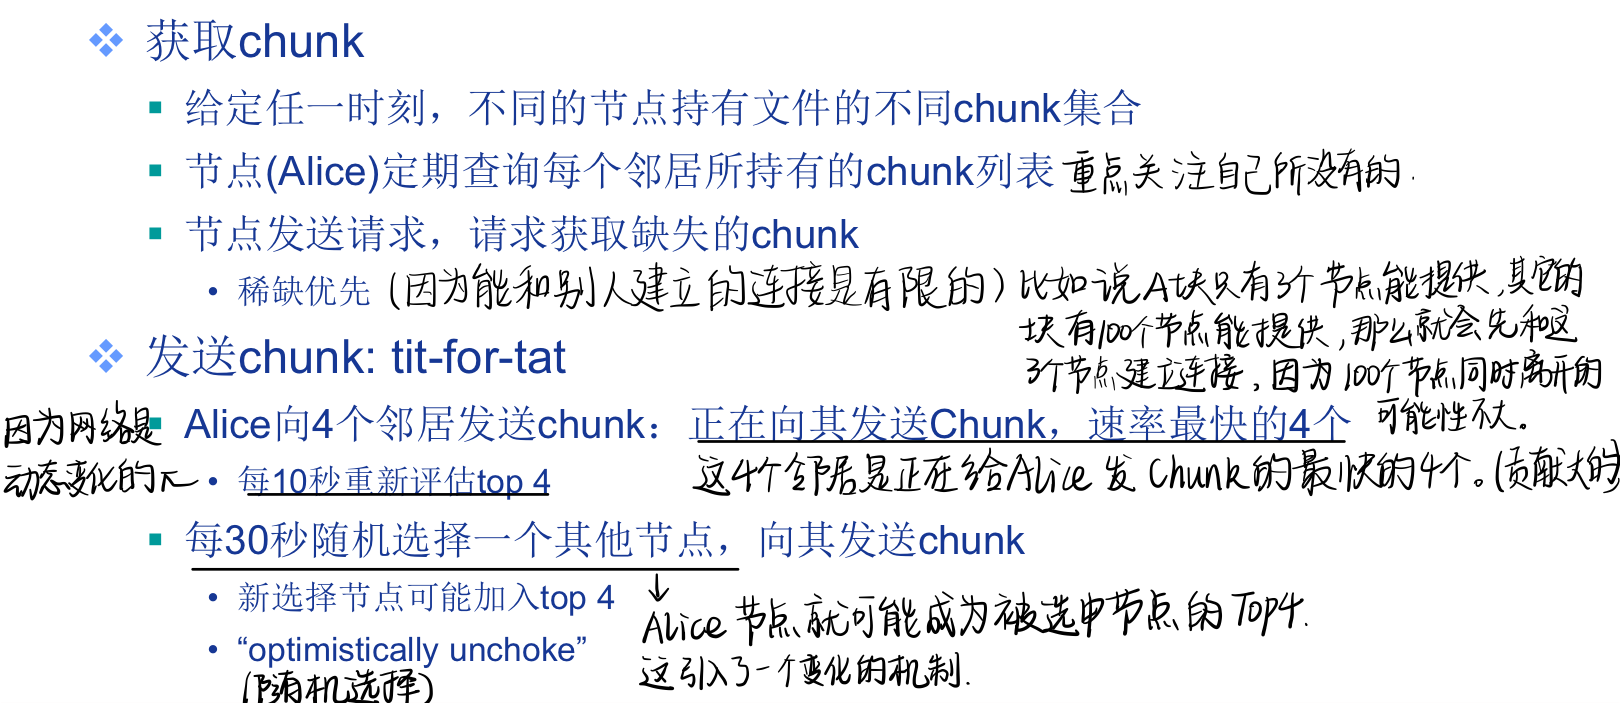 获取chunk
给定任一时刻，不同的节点持有文件的不同chunk集合
节点(Alice)定期查询每个邻居所持有的chunk列表 重点关注自己所没有的.
节点发送请求，请求获取缺失的chunk
稀缺优先 (因为能和别人建立的连接是有限的) 比如说A块只有3个节点能提供,其它的
块有100个节点能提供,那么就会先和这
3个节点建立连接,因为100个节点同时离开的
可能性不大。
发送chunk: tit-for-tat
Alice向4个邻居发送chunk：正在向其发送Chunk，速率最快的4个
这4个邻居是正在给Alice发Chunk的最快的4个。(贡献大的)
因为网络是
动态变化的
每10秒重新评估top 4
每30秒随机选择一个其他节点，向其发送chunk
新选择节点可能加入top 4
↓
Alice节点就可能成为被选中节点的Top4.
这引入了一个变化的机制.
“optimistically unchoke”
(随机选择)